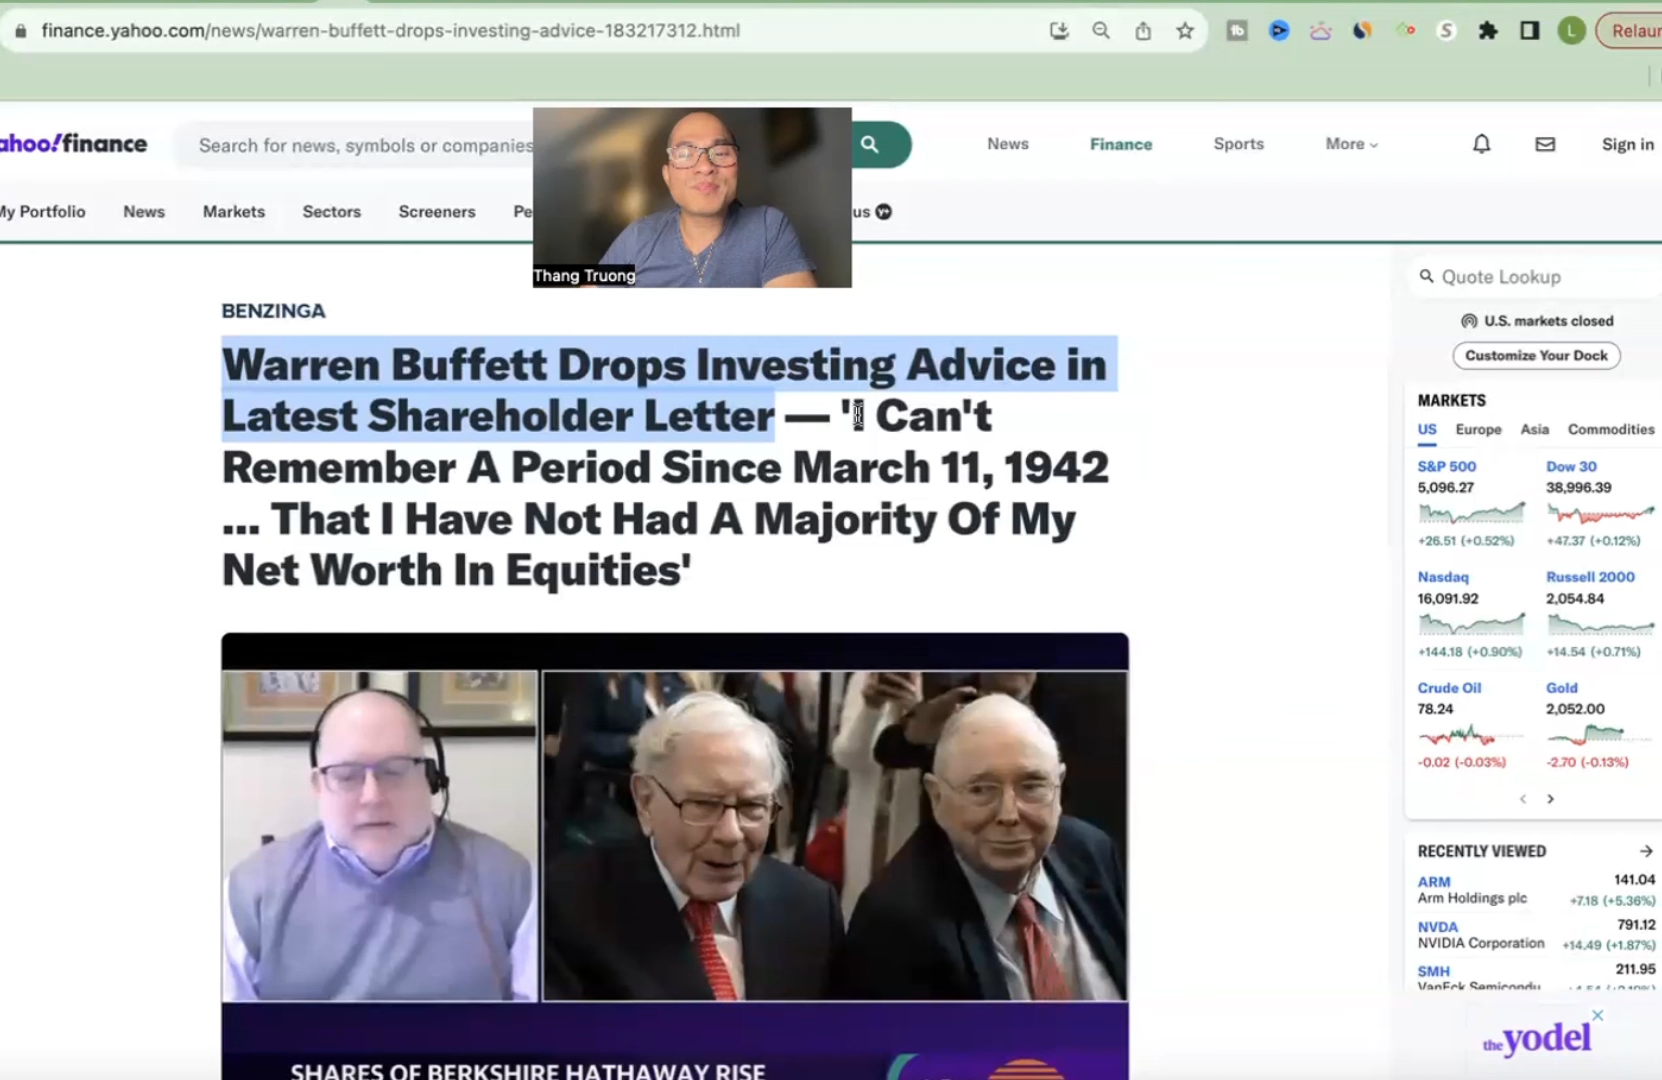 finance.yahoo.com/news/warren-buffett-drops-investing-advice-183217312.html
L
Relaur
ahoo!finance
Search for news, symbols or companies
News
Finance
Sports
More
Sign in
My Portfolio
News
Markets
Sectors
Screeners
Pe
us
Thang Truong
Quote Lookup
U.S. markets closed
Customize Your Dock
BENZINGA
Warren Buffett Drops Investing Advice in
Latest Shareholder Letter — 'I Can't
Remember A Period Since March 11, 1942
... That I Have Not Had A Majority Of My
Net Worth In Equities'
MARKETS
US Europe Asia Commodities
S&P 500
5,096.27
+26.51 (+0.52%)
Dow 30
38,996.39
+47.37 (+0.12%)
Nasdaq
16,091.92
+144.18 (+0.90%)
Russell 2000
2,054.84
+14.54 (+0.71%)
Crude Oil
78.24
-0.02 (-0.03%)
Gold
2,052.00
-2.70 (-0.13%)
RECENTLY VIEWED
ARM 141.04
Arm Holdings plc +7.18 (+5.36%)
NVDA 791.12
NVIDIA Corporation +14.49 (+1.87%)
SMH 211.95
VanEck Semicondu
the yodel
SHARES OF BERKSHIRE HATHAWAY RISE